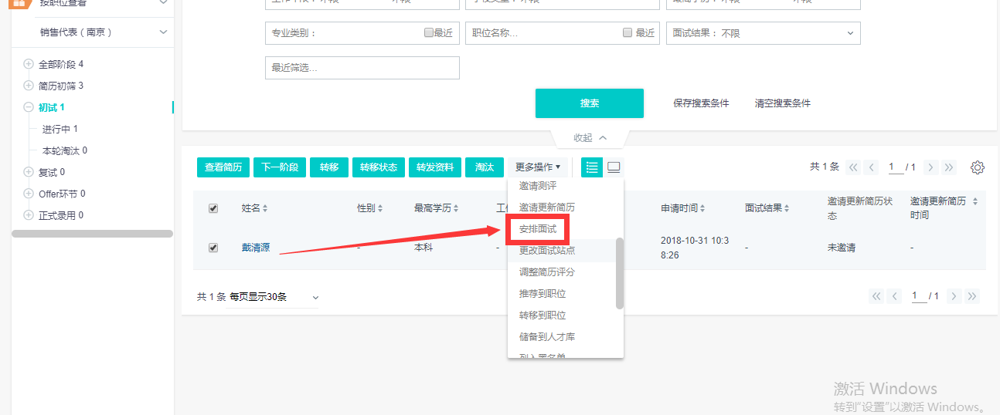 按职位查看
销售代表（南京）
全部阶段 4
简历初筛 3
初试 1
进行中 1
本轮淘汰 0
复试 0
Offer环节 0
正式录用 0
专业类别：
最近
职位名称...
最近
面试结果：不限
最近筛选...
搜索
保存搜索条件
清空搜索条件
收起
查看简历
下一阶段
转移
转移状态
转发资料
淘汰
更多操作
共 1 条
1 / 1
邀请测评
邀请更新简历
安排面试
更改面试站点
调整简历评分
推荐到职位
转移到职位
储备到人才库
列入黑名单
姓名
性别
最高学历
申请时间
面试结果
邀请更新简历状
态
邀请更新简历
时间
戴清源
-
本科
-
2018-10-31 10:3
8:26
-
未邀请
-
共 1 条 每页显示30条
1 / 1
激活 Windows
转到"设置"以激活 Windows。